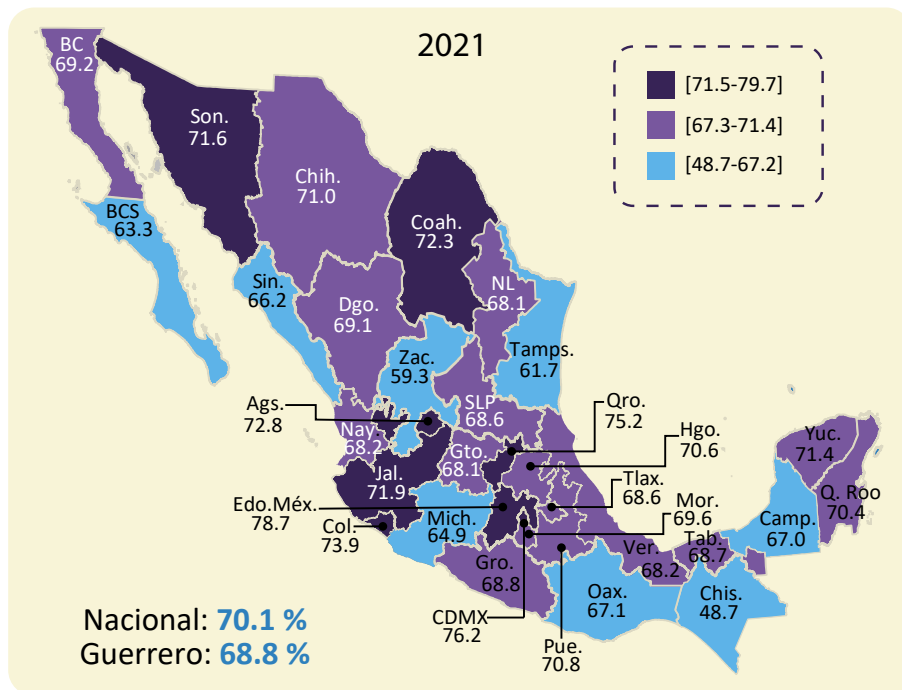 2021
[71.5-79.7]
[67.3-71.4]
[48.7-67.2]
BC
69.2
Son.
71.6
Chih.
71.0
BCS
63.3
Coah.
72.3
Sin.
66.2
NL
68.1
Dgo.
69.1
Zac.
59.3
Tamps.
61.7
Ags.
72.8
SLP
68.6
Qro.
75.2
Nay.
68.2
Gto.
68.1
Hgo.
70.6
Yuc.
71.4
Jal.
71.9
Tlax.
68.6
Q. Roo
70.4
Edo.Méx.
78.7
Mor.
69.6
Camp.
67.0
Col.
73.9
Mich.
64.9
Ver.
68.2
Tab.
68.7
Gro.
68.8
Oax.
67.1
Chis.
48.7
CDMX
76.2
Pue.
70.8
Nacional: 70.1 %
Guerrero: 68.8 %